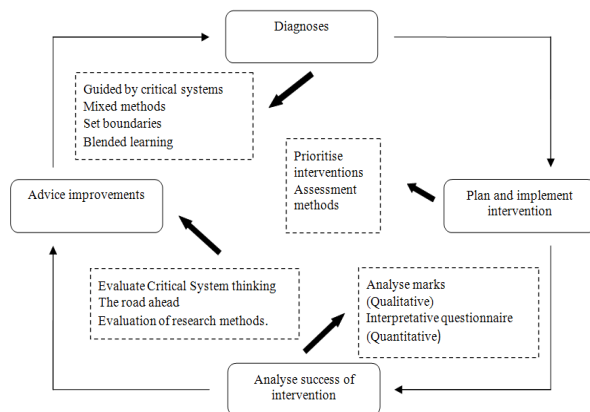 Diagnoses
Guided by critical systems
Mixed methods
Set boundaries
Blended learning
Prioritise
interventions
Assessment
methods
Advice improvements
Plan and implement
intervention
Evaluate Critical System thinking
The road ahead
Evaluation of research methods.
Analyse marks
(Qualitative)
Interpretative questionnaire
(Quantitative)
Analyse success of
intervention